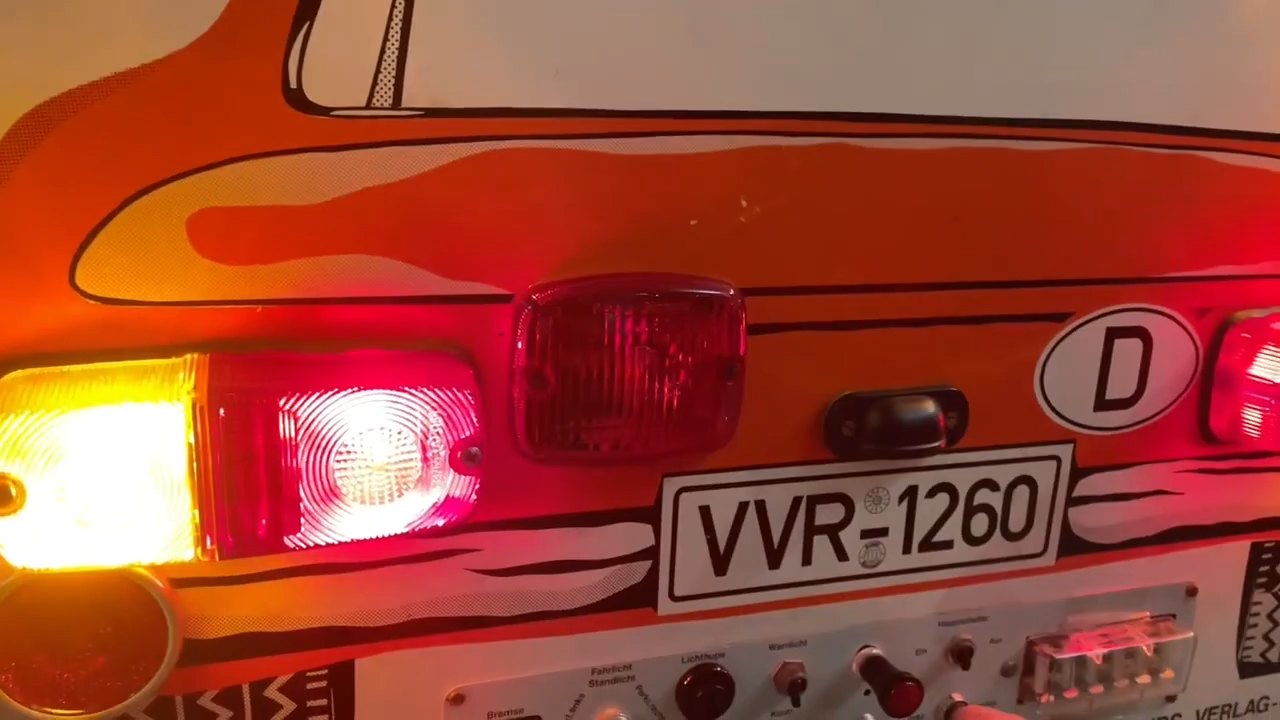 D
VVR-1260
Hauptschalter
Ein
Aus
Warnlicht
Lichthupe
Fahrlicht
Standlicht
Bremse
VERLAG-